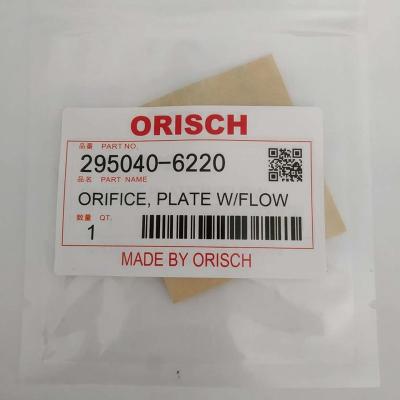 ORISCH
品番 PART NO.
295040-6220
品名 PART NAME
ORIFICE, PLATE W/FLOW
数量 QT.
1
MADE BY ORISCH